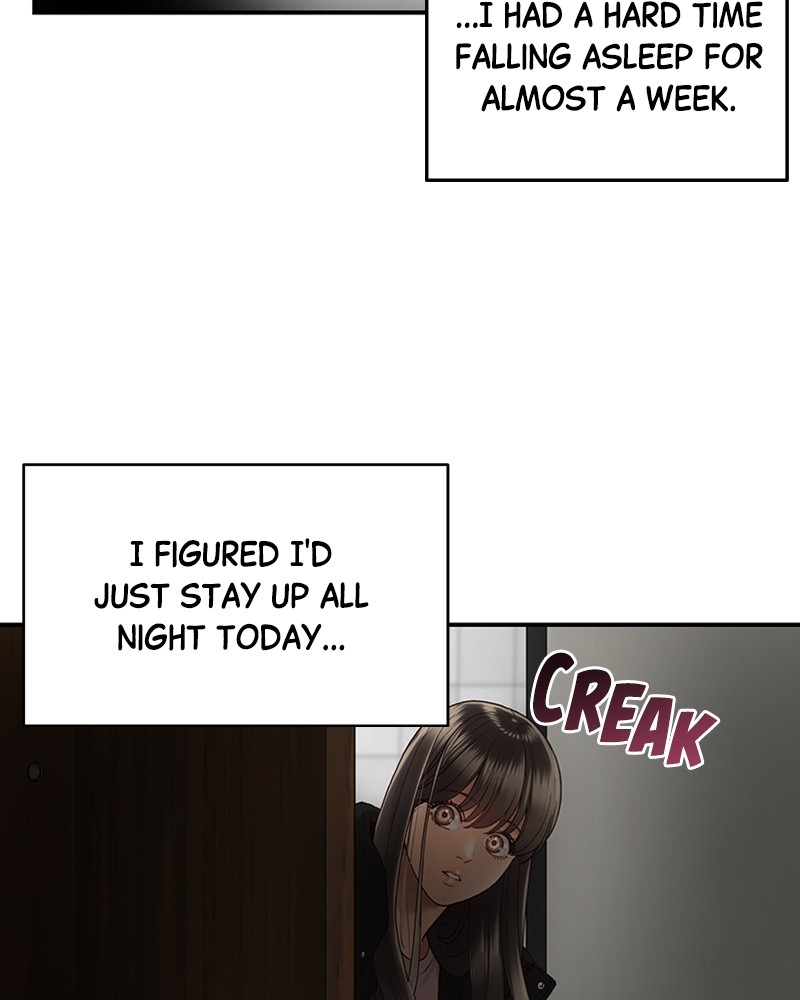 ...I HAD A HARD TIME
FALLING ASLEEP FOR
ALMOST A WEEK.
I FIGURED I'D
JUST STAY UP ALL
NIGHT TODAY...
CREAK